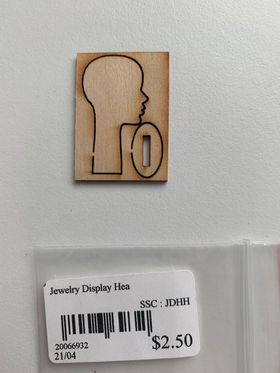 Jewelry Display Hea
SSC : JDHH
20066932
21/04
$2.50